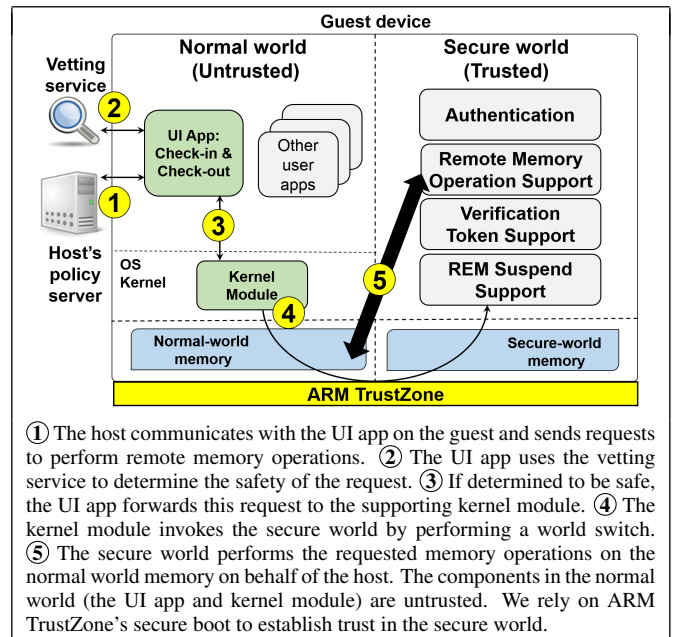 Guest device
Normal world
(Untrusted)
Secure world
(Trusted)
Vetting
service
2
UI App:
Check-in &
Check-out
Other
user
apps
Authentication
Remote Memory
Operation Support
1
3
Verification
Token Support
Host's
policy
server
OS
Kernel
Kernel
Module
4
5
REM Suspend
Support
Normal-world
memory
Secure-world
memory
ARM TrustZone
① The host communicates with the UI app on the guest and sends requests
to perform remote memory operations. ② The UI app uses the vetting
service to determine the safety of the request. ③ If determined to be safe,
the UI app forwards this request to the supporting kernel module. ④ The
kernel module invokes the secure world by performing a world switch.
⑤ The secure world performs the requested memory operations on the
normal world memory on behalf of the host. The components in the normal
world (the UI app and kernel module) are untrusted. We rely on ARM
TrustZone's secure boot to establish trust in the secure world.